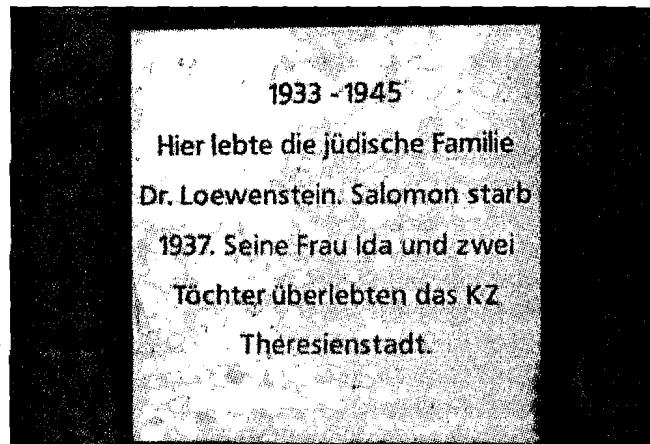 1933 - 1945
Hier lebte die jüdische Familie
Dr. Loewenstein. Salomon starb
1937. Seine Frau Ida und zwei
Töchter überlebten das KZ
Theresienstadt.